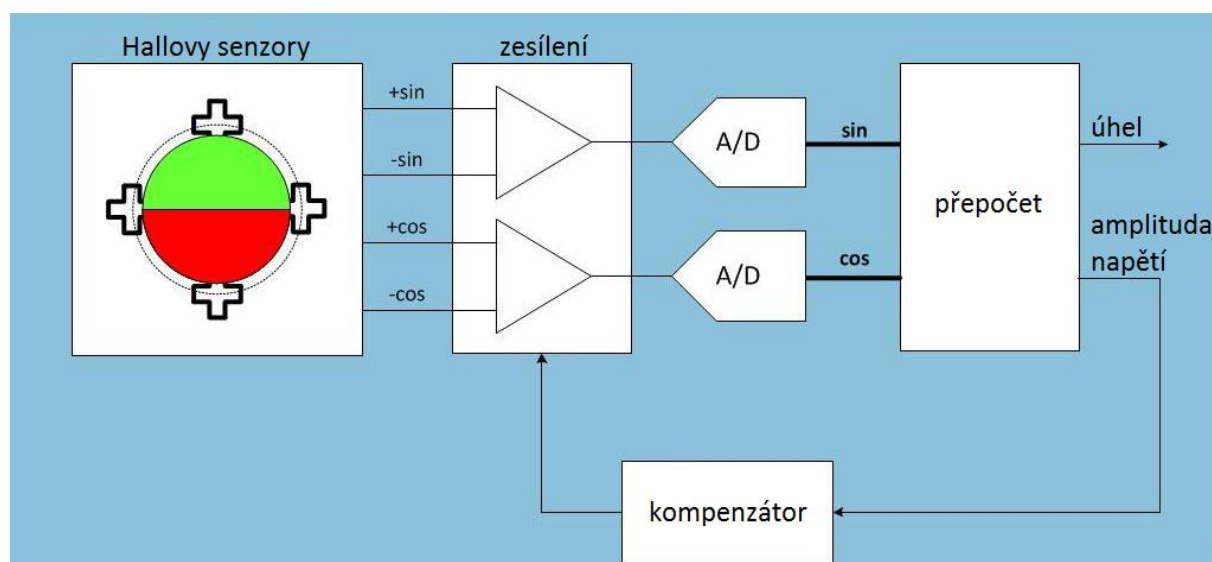 Hallovy senzory
zesílení
+sin
-sin
+cos
-cos
A/D
A/D
sin
cos
přepočet
úhel
amplituda
napětí
kompenzátor